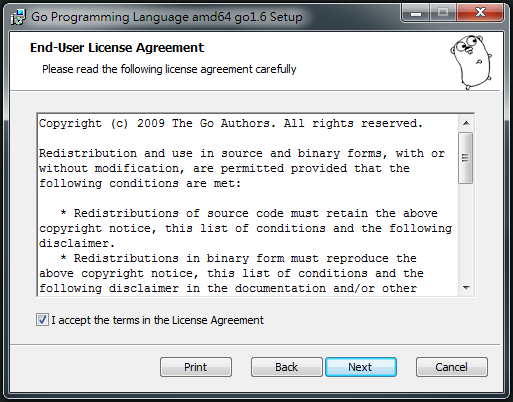 Go Programming Language amd64 go1.6 Setup
End-User License Agreement
Please read the following license agreement carefully
Copyright (c) 2009 The Go Authors. All rights reserved.
Redistribution and use in source and binary forms, with or
without modification, are permitted provided that the
following conditions are met:
* Redistributions of source code must retain the above
copyright notice, this list of conditions and the following
disclaimer.
* Redistributions in binary form must reproduce the
above copyright notice, this list of conditions and the
following disclaimer in the documentation and/or other
I accept the terms in the License Agreement
Print Back Next Cancel